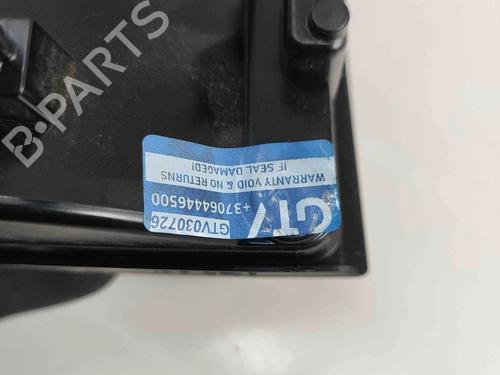 B-PARTS
GTV
WARRANTY VOID & NO RETURNS
IF SEAL DAMAGED!
+37064446500
GTV030726